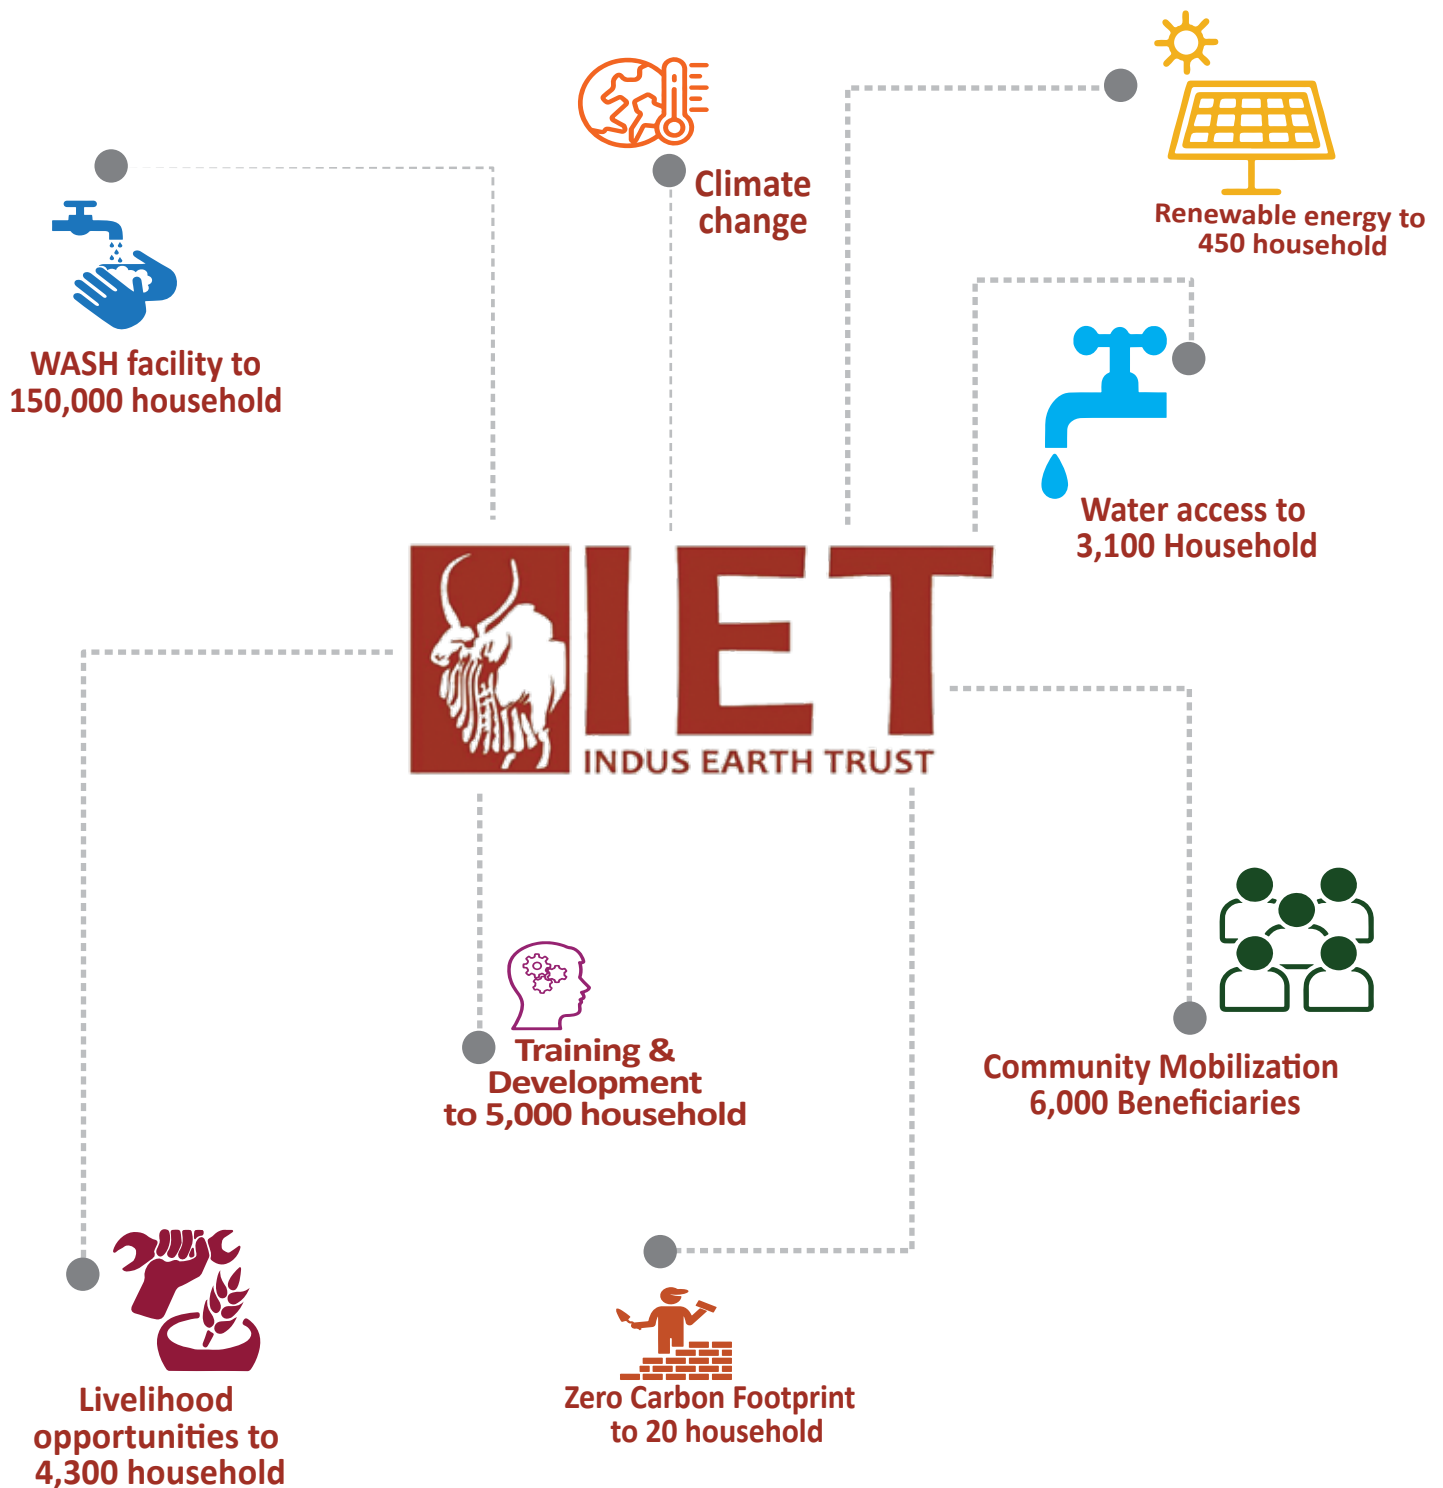 Climate
change
Renewable energy to
450 household
WASH facility to
150,000 household
Water access to
3,100 Household
IET
INDUS EARTH TRUST
Training &
Development
to 5,000 household
Community Mobilization
6,000 Beneficiaries
Livelihood
opportunities to
4,300 household
Zero Carbon Footprint
to 20 household